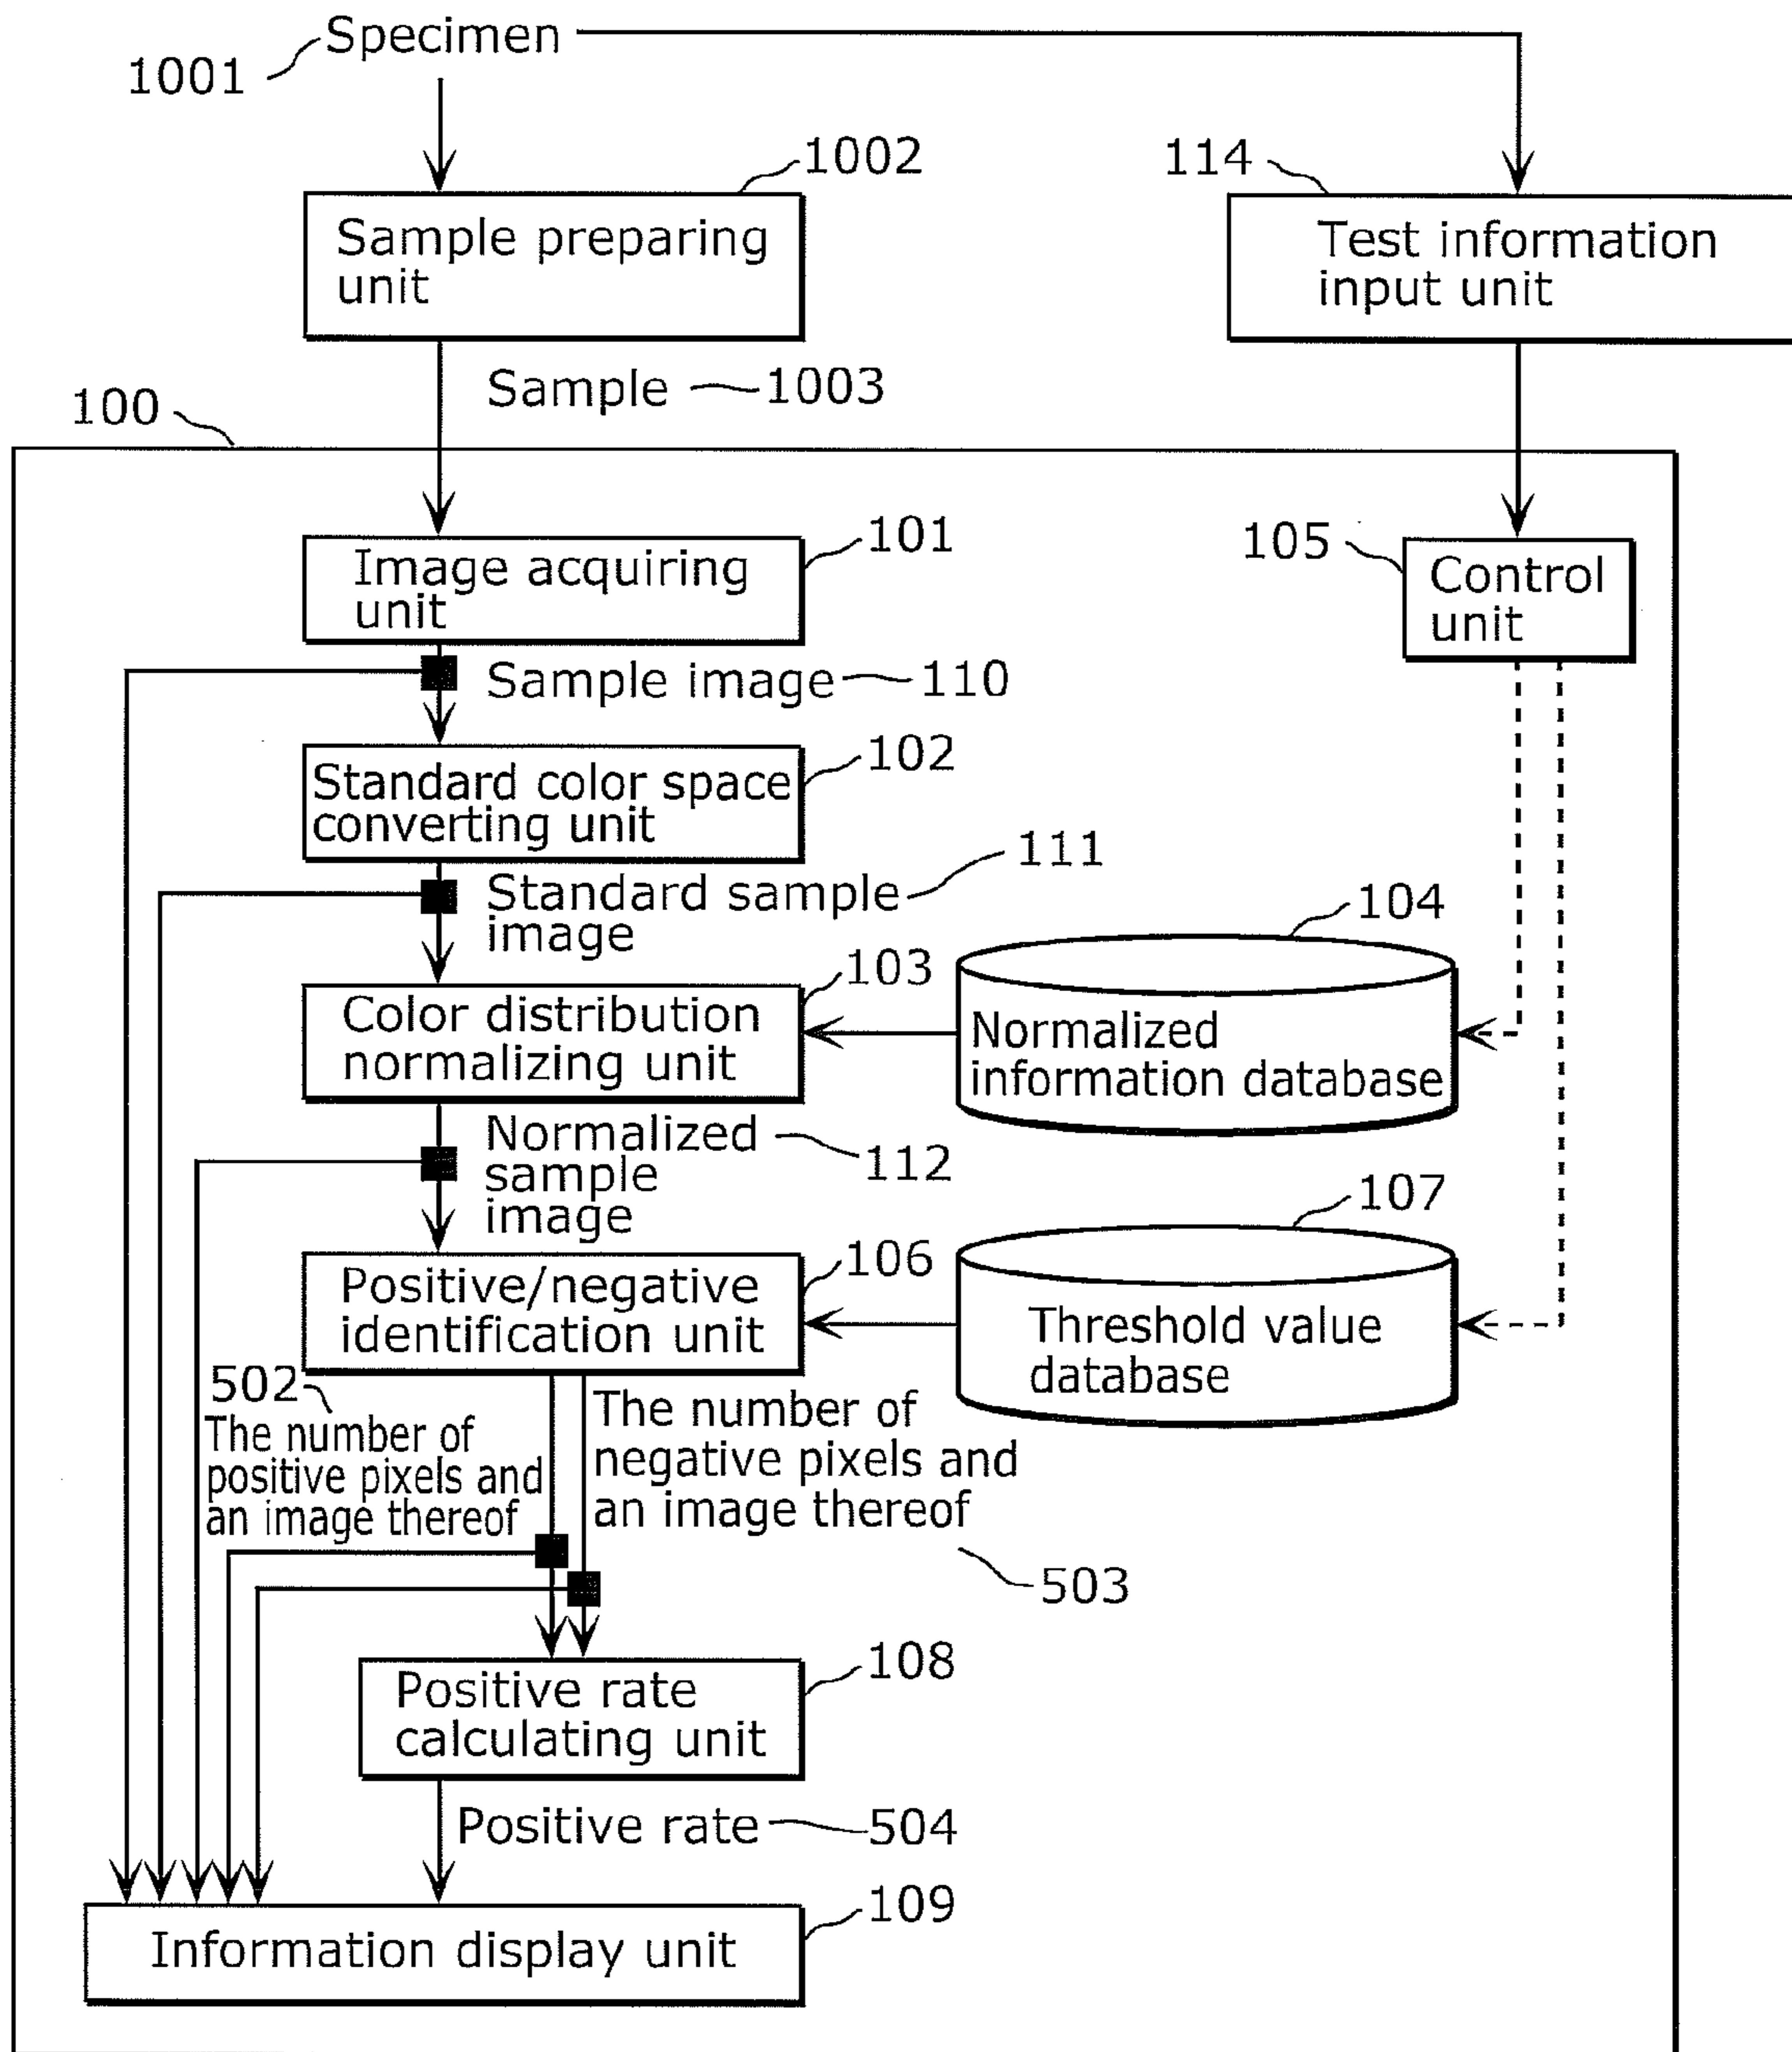 Specimen
1001
1002
114
Sample preparing
unit
Test information
input unit
Sample
1003
100
101
Image acquiring
unit
105
Control
unit
Sample image
110
102
Standard color space
converting unit
111
Standard sample
image
104
103
Color distribution
normalizing unit
Normalized
information database
Normalized
sample
image
112
107
106
Positive/negative
identification unit
Threshold value
database
502
The number of
positive pixels and
an image thereof
The number of
negative pixels and
an image thereof
503
108
Positive rate
calculating unit
Positive rate
504
109
Information display unit